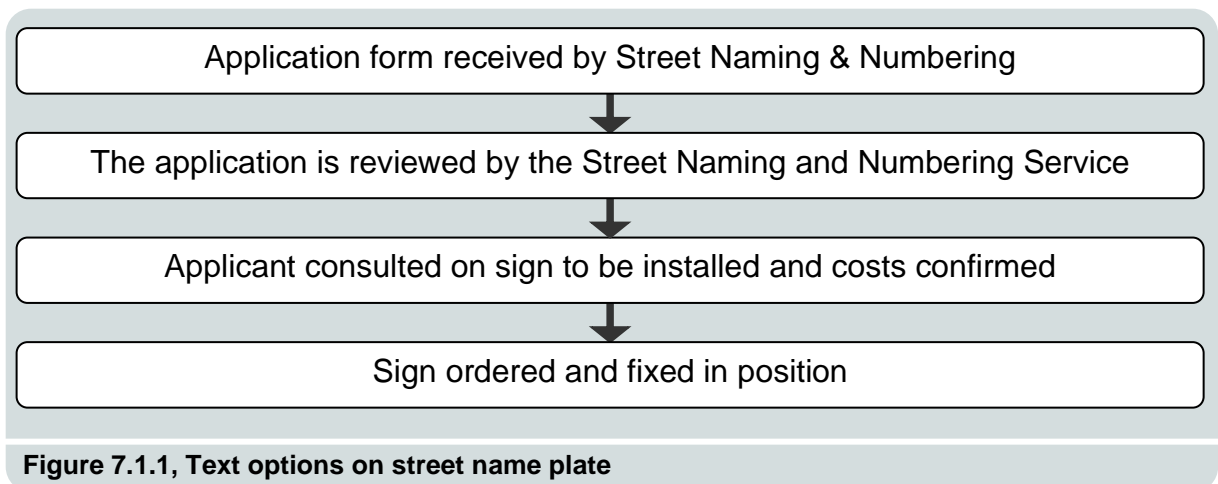 Application form received by Street Naming & Numbering
The application is reviewed by the Street Naming and Numbering Service
Applicant consulted on sign to be installed and costs confirmed
Sign ordered and fixed in position
Figure 7.1.1, Text options on street name plate